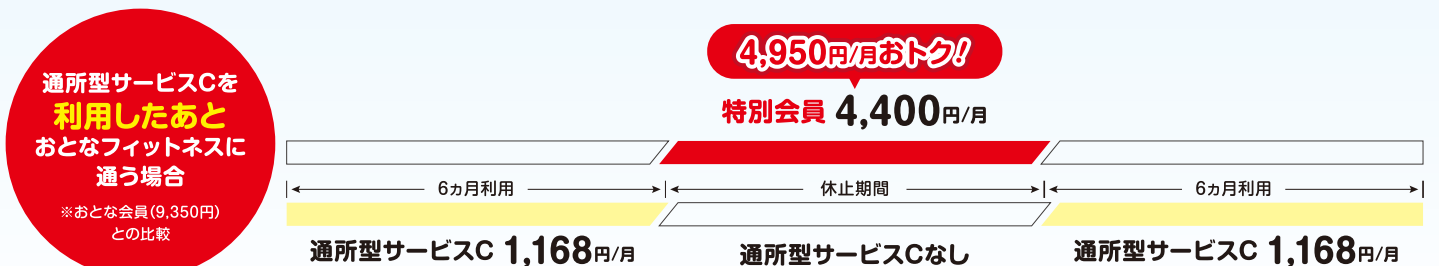 通所型サービスCを
利用したあと
おとなフィットネスに
通う場合
※おとな会員(9,350円)
との比較
4,950円/月おトク!
特別会員 4,400円/月
6ヵ月利用 休止期間 6ヵ月利用
通所型サービスC 1,168円/月 通所型サービスCなし 通所型サービスC 1,168円/月